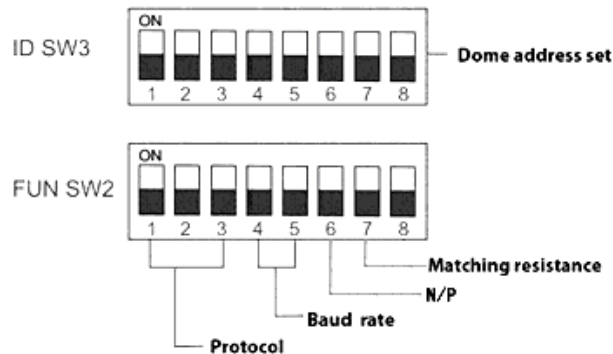 ON
ID SW3
Dome address set
1 2 3 4 5 6 7 8
ON
FUN SW2
1 2 3 4 5 6 7 8
Matching resistance
N/P
Baud rate
Protocol